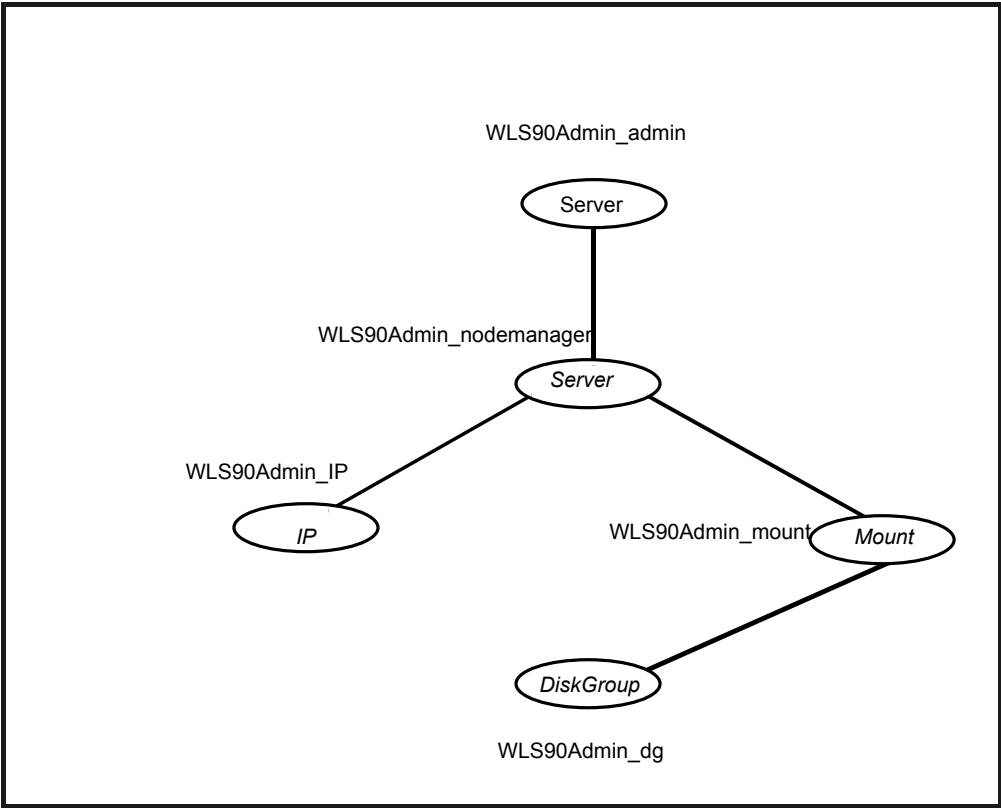 WLS90Admin_admin
Server
WLS90Admin_nodemanager
Server
WLS90Admin_IP
IP
WLS90Admin_mount
Mount
DiskGroup
WLS90Admin_dg